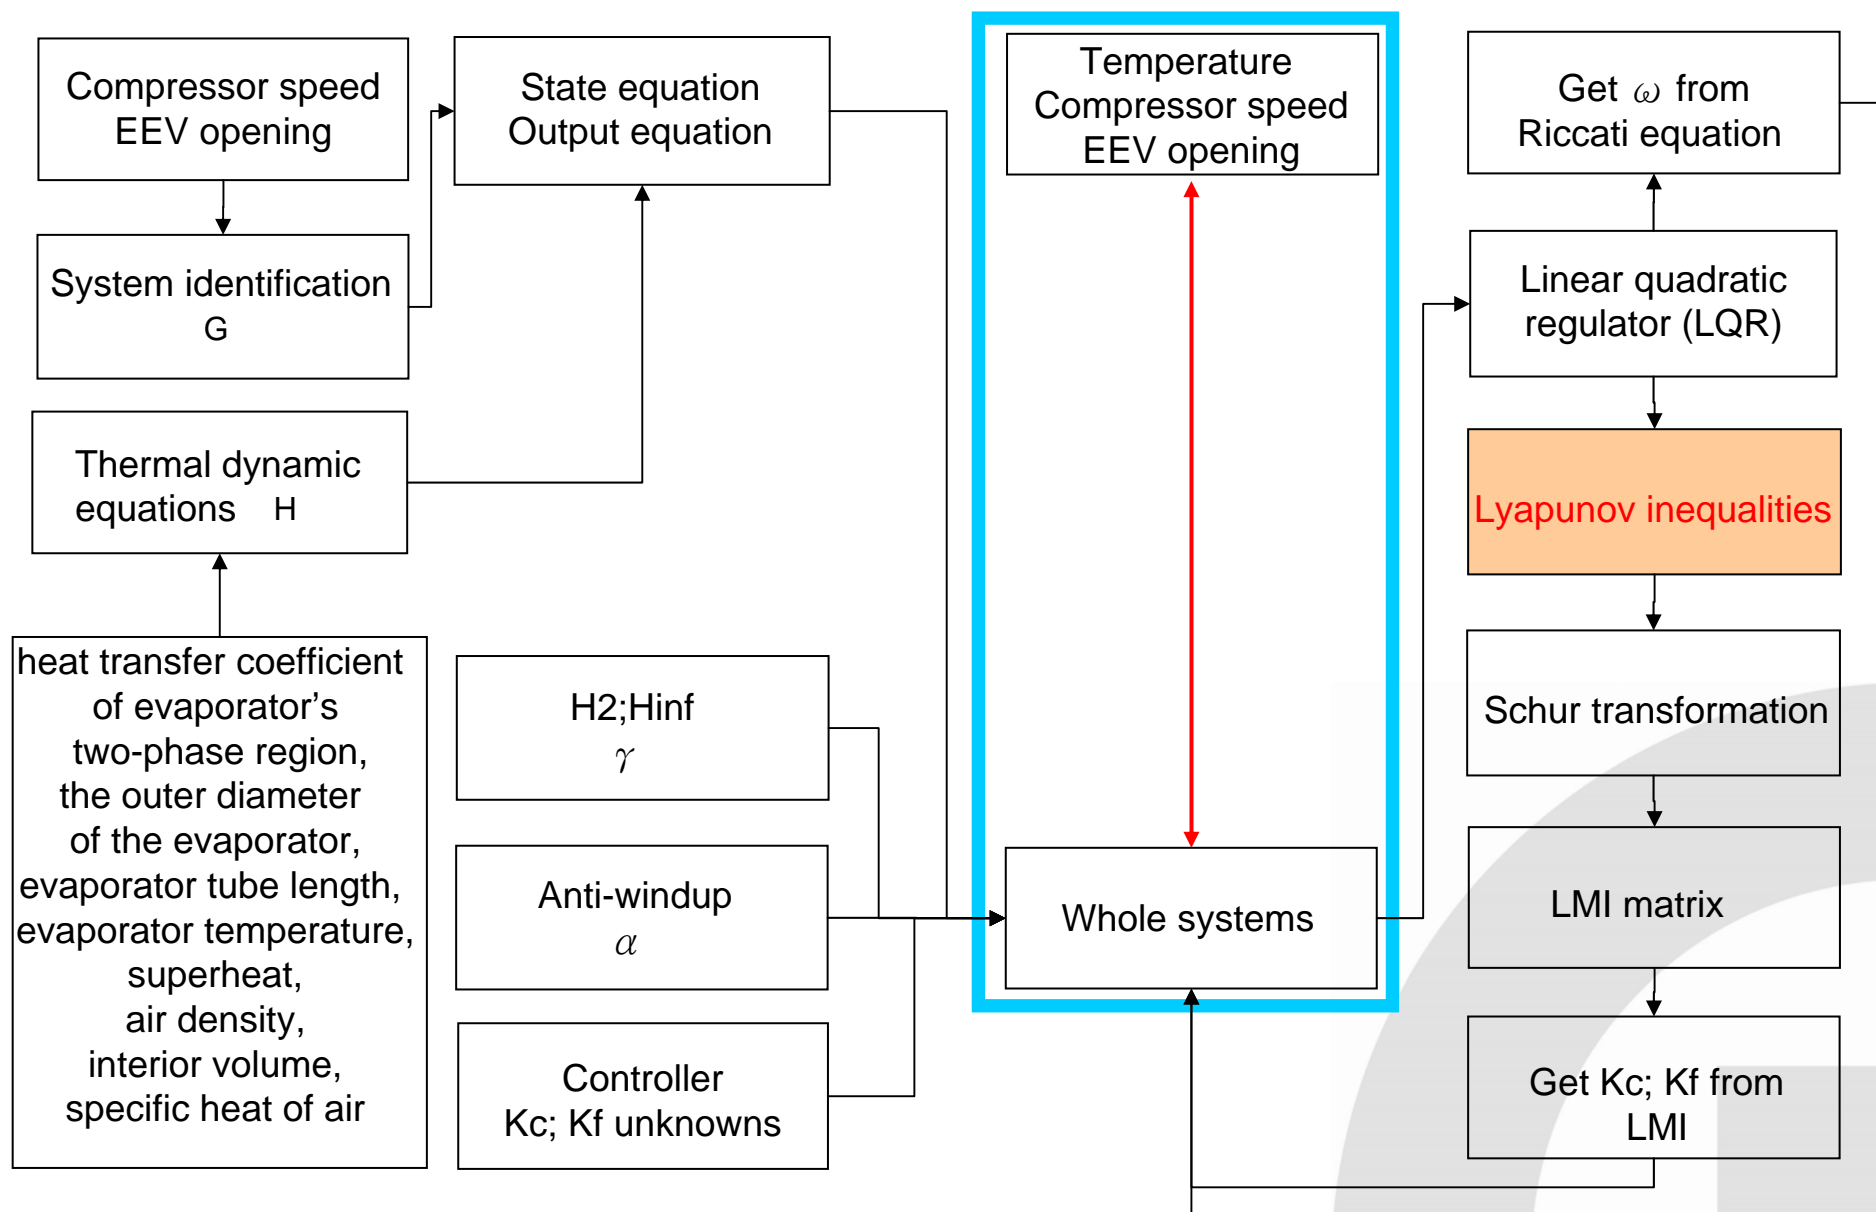 Compressor speed
EEV opening
State equation
Output equation
Temperature
Compressor speed
EEV opening
Get ω from
Riccati equation
System identification
G
Linear quadratic
regulator (LQR)
Thermal dynamic
equations H
Lyapunov inequalities
heat transfer coefficient
of evaporator’s
two-phase region,
the outer diameter
of the evaporator,
evaporator tube length,
evaporator temperature,
superheat,
air density,
interior volume,
specific heat of air
H2;Hinf
γ
Schur transformation
Anti-windup
α
Whole systems
LMI matrix
Controller
Kc; Kf unknowns
Get Kc; Kf from
LMI